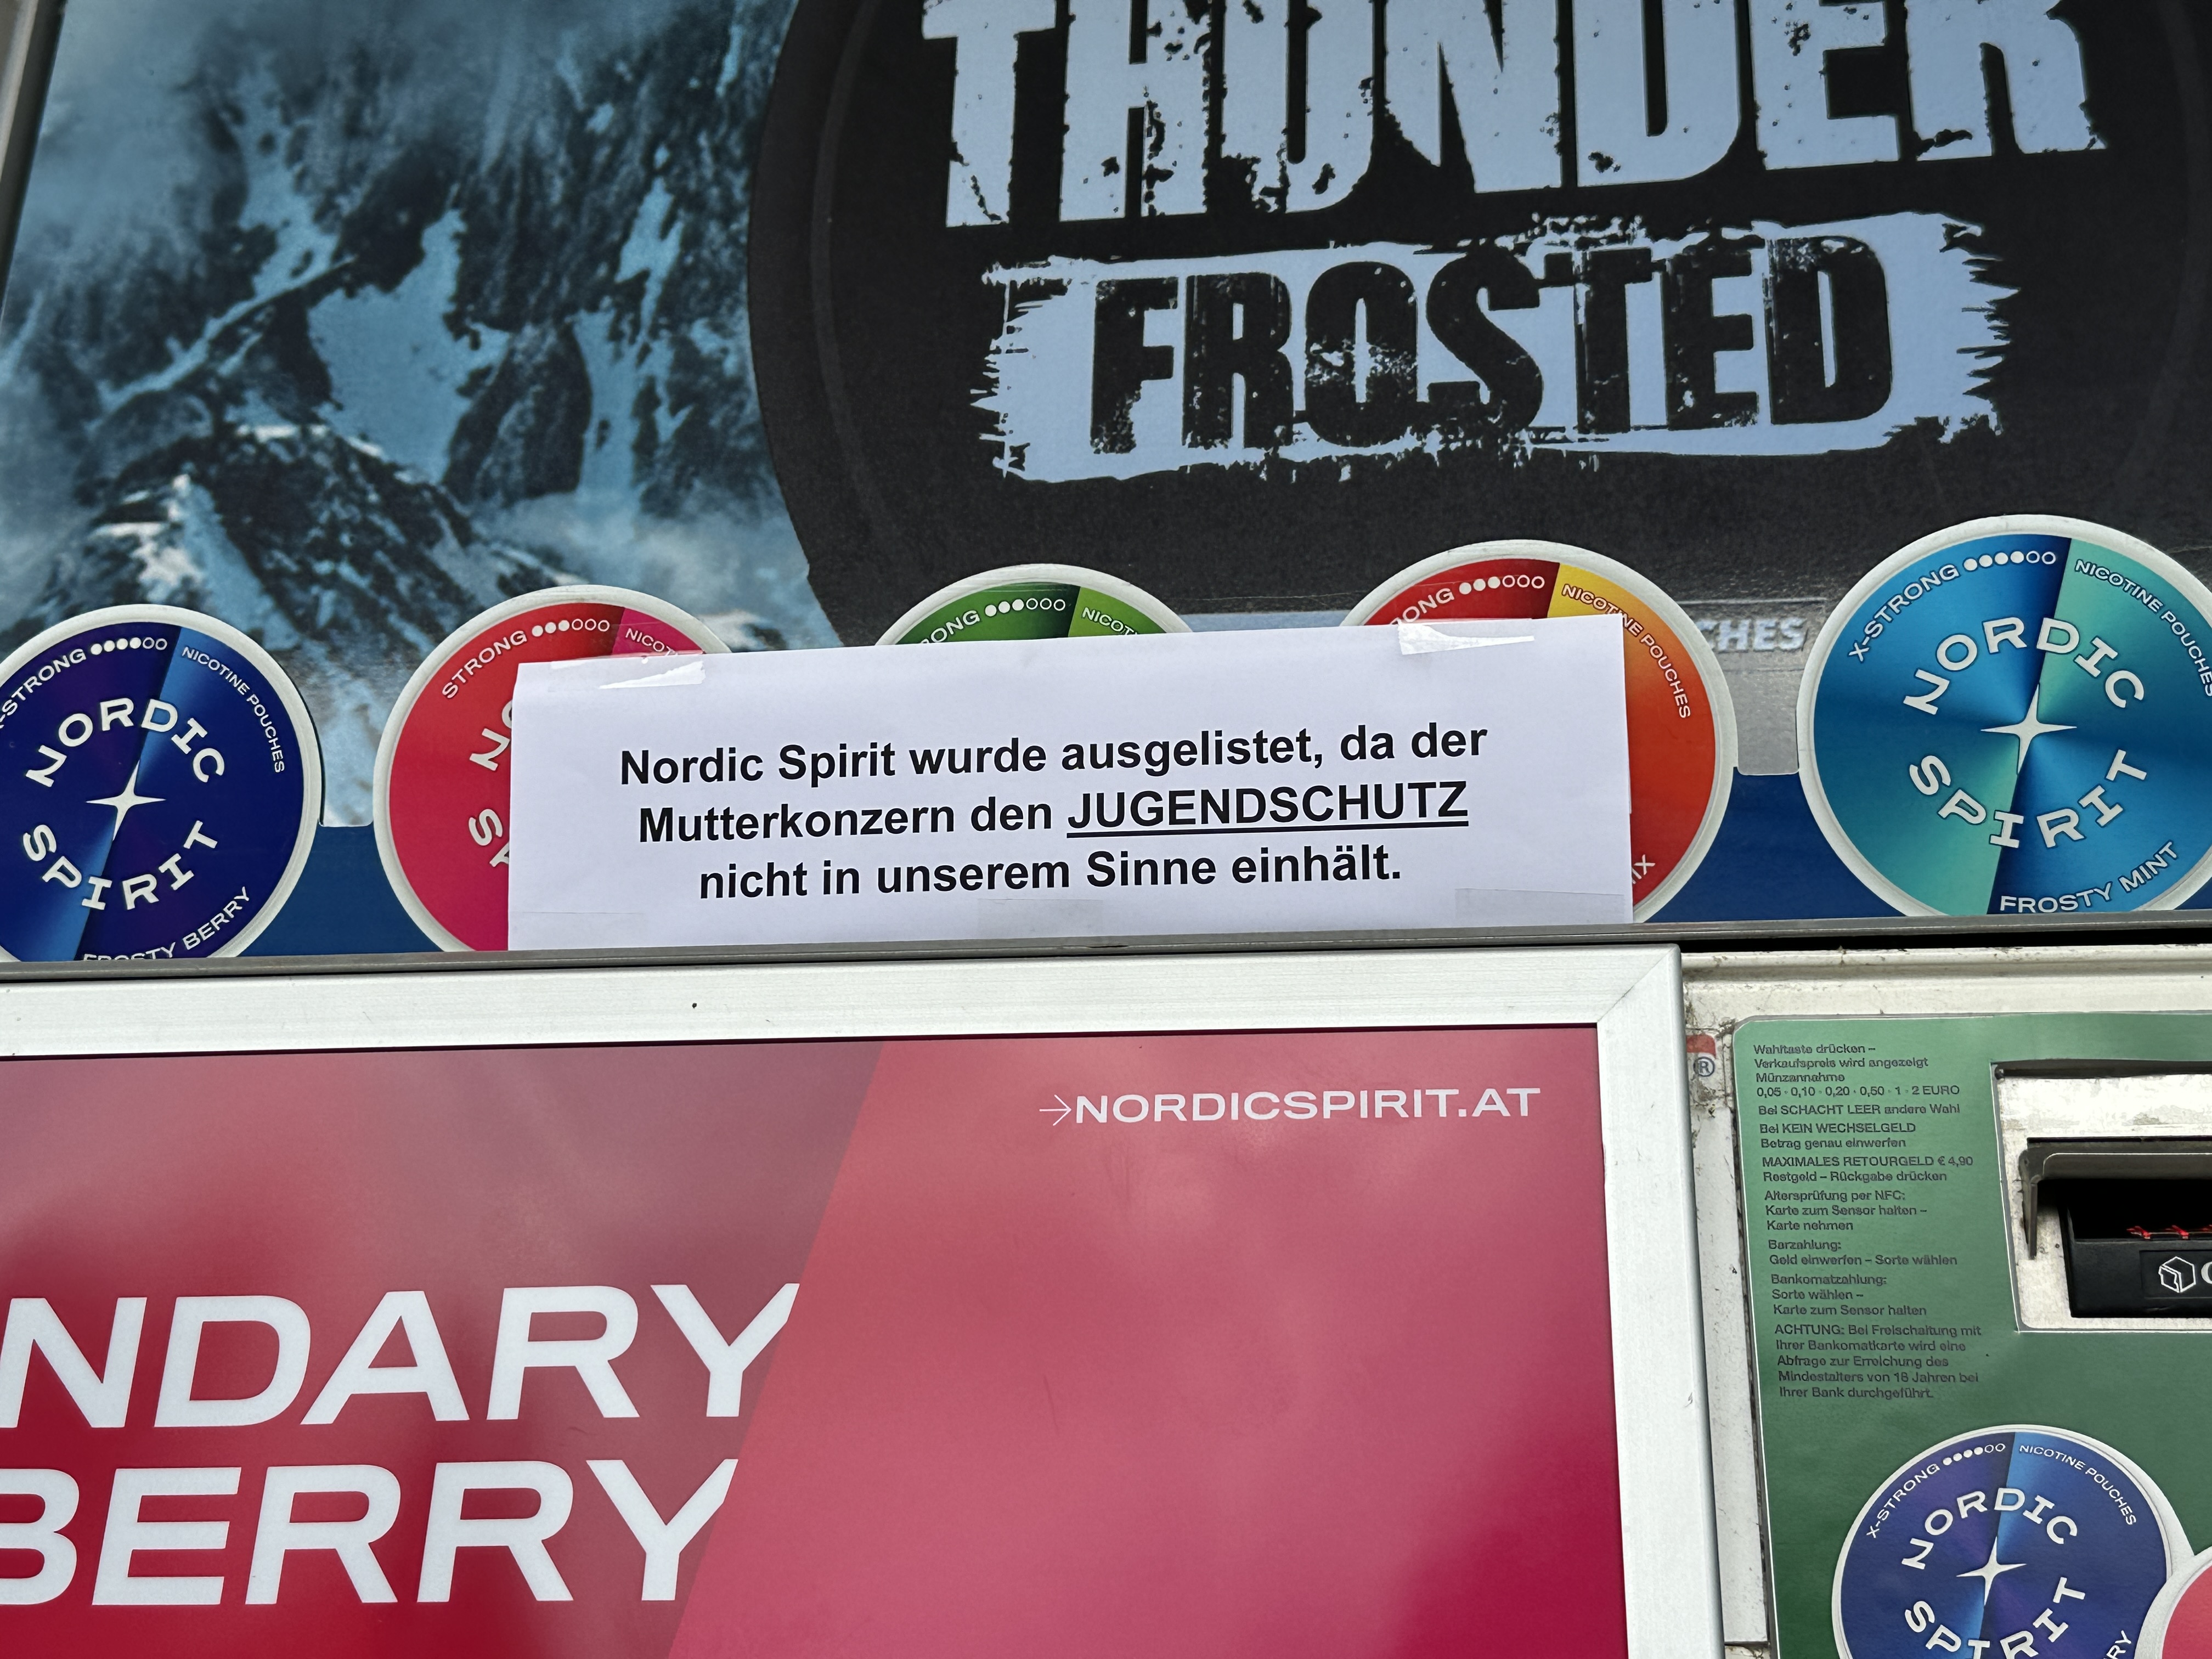 THUNDER
FROSTED
CHES
X-STRONG NICOTINE POUCHES
NORDIC
SPIRIT
FROSTY MINT
STRONG NICOTINE POUCHES
STRONG
STRONG
-STRONG NICOTINE POUCHES
NORDIC
SPIRIT
FROSTY BERRY
Nordic Spirit wurde ausgelistet, da der
Mutterkonzern den JUGENDSCHUTZ
nicht in unserem Sinne einhält.
→NORDICSPIRIT.AT
NDARY
BERRY
Wahltaste drücken –
Verkaufspreis wird angezeigt
Münzannahme
0,05 · 0,10 · 0,20 · 0,50 · 1 · 2 EURO
Bei SCHACHT LEER andere Wahl
Bei KEIN WECHSELGELD
Betrag genau einwerfen
MAXIMALES RETOURGELD € 4,90
Restgeld – Rückgabe drücken
Altersprüfung per NFC:
Karte zum Sensor halten –
Karte nehmen
Barzahlung:
Geld einwerfen – Sorte wählen
Bankomatzahlung:
Sorte wählen –
Karte zum Sensor halten
ACHTUNG: Bei Freischaltung mit
Ihrer Bankomatkarte wird eine
Abfrage zur Erreichung des
Mindestalters von 18 Jahren bei
Ihrer Bank durchgeführt.
X-STRONG NICOTINE POUCHES
NORDIC
SPIRIT